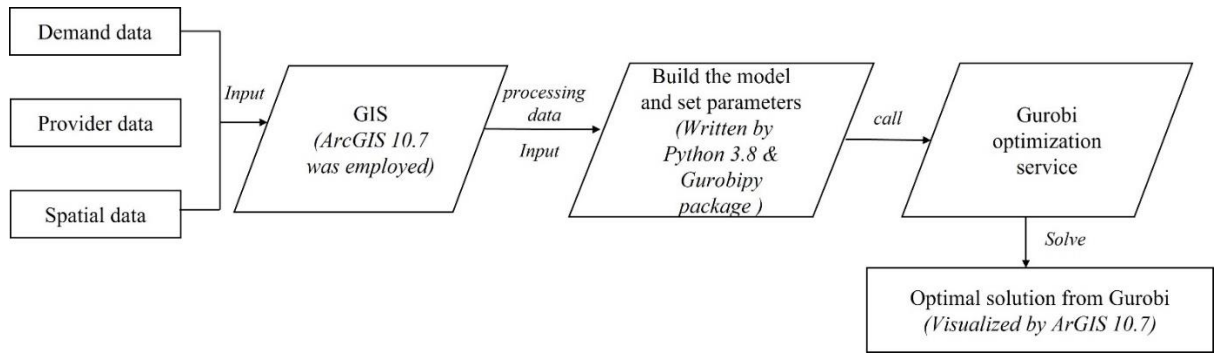 Demand data
Provider data
Spatial data
Input
GIS
(ArcGIS 10.7
was employed)
processing
data
Input
Build the model
and set parameters
(Written by
Python 3.8 &
Gurobipy
package )
call
Gurobi
optimization
service
Solve
Optimal solution from Gurobi
(Visualized by ArGIS 10.7)